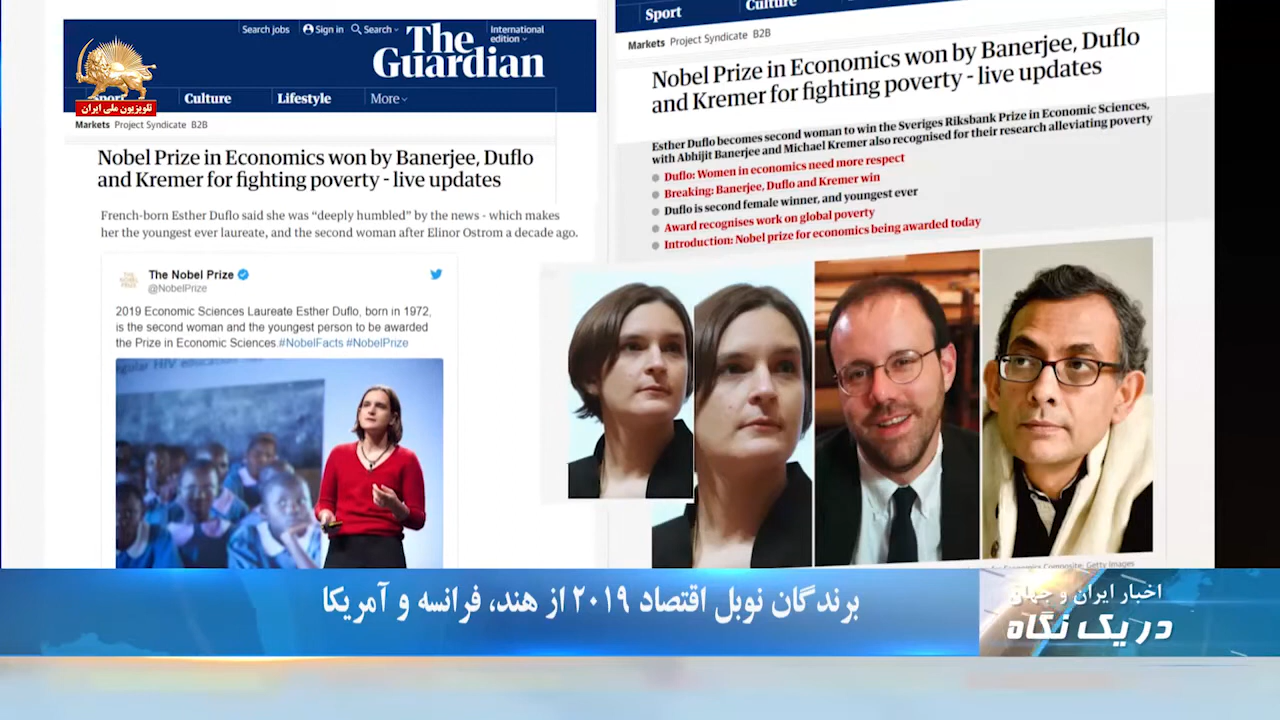 Search jobs Sign in Search
International edition
The Guardian
Sport Culture Lifestyle More
تلویزیون ملی ایران
Markets Project Syndicate B2B
Nobel Prize in Economics won by Banerjee, Duflo
and Kremer for fighting poverty - live updates
French-born Esther Duflo said she was “deeply humbled” by the news - which makes
her the youngest ever laureate, and the second woman after Elinor Ostrom a decade ago.
THE NOBEL PRIZE
The Nobel Prize
@NobelPrize
2019 Economic Sciences Laureate Esther Duflo, born in 1972,
is the second woman and the youngest person to be awarded
the Prize in Economic Sciences.#NobelFacts #NobelPrize
Sport Culture
Markets Project Syndicate B2B
Nobel Prize in Economics won by Banerjee, Duflo
and Kremer for fighting poverty - live updates
Esther Duflo becomes second woman to win the Sveriges Riksbank Prize in Economic Sciences,
with Abhijit Banerjee and Michael Kremer also recognised for their research alleviating poverty
Duflo: Women in economics need more respect
Breaking: Banerjee, Duflo and Kremer win
Duflo is second female winner, and youngest ever
Award recognises work on global poverty
Introduction: Nobel prize for economics being awarded today
Composite, Getty Images
برندگان نوبل اقتصاد ۲۰۱۹ از هند، فرانسه و آمریکا
اخبار ایران و جهان
در یک نگاه